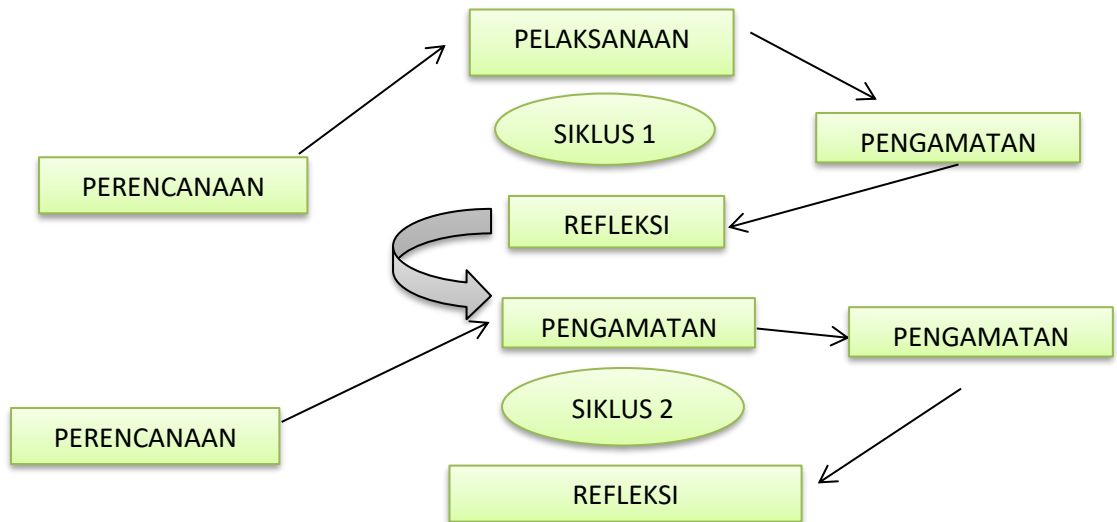 PELAKSANAAN
SIKLUS 1
PENGAMATAN
PERENCANAAN
REFLEKSI
PENGAMATAN
PENGAMATAN
SIKLUS 2
PERENCANAAN
REFLEKSI